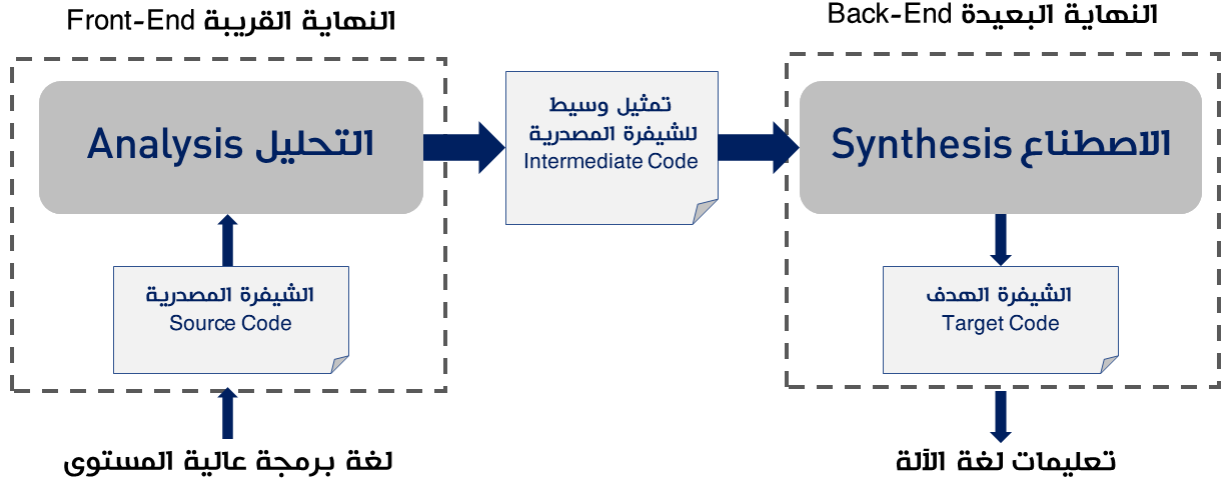 النهاية القريبة Front-End
النهاية البعيدة Back-End
التحليل Analysis
تمثيل وسيط
للشيفرة المصدرية
Intermediate Code
الاصطناع Synthesis
الشيفرة المصدرية
Source Code
الشيفرة الهدف
Target Code
لغة برمجة عالية المستوى
تعليمات لغة الآلة